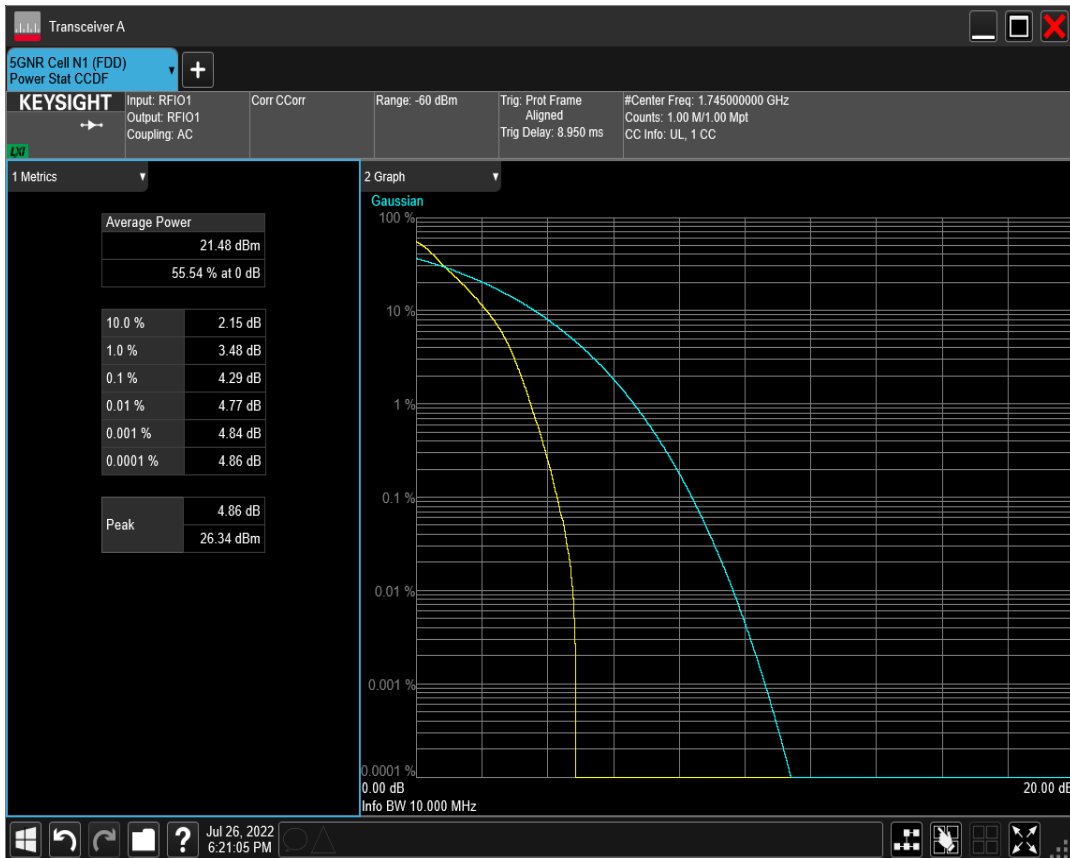 Transceiver A
5GNR Cell N1 (FDD)
Power Stat CCDF
+
KEYSIGHT
LXI
Input: RFIO1
Output: RFIO1
Coupling: AC
Corr CCorr
Range: -60 dBm
Trig: Prot Frame
Aligned
Trig Delay: 8.950 ms
#Center Freq: 1.745000000 GHz
Counts: 1.00 M/1.00 Mpt
CC Info: UL, 1 CC
1 Metrics
Average Power
21.48 dBm
55.54 % at 0 dB
10.0 % 2.15 dB
1.0 % 3.48 dB
0.1 % 4.29 dB
0.01 % 4.77 dB
0.001 % 4.84 dB
0.0001 % 4.86 dB
Peak 4.86 dB
26.34 dBm
2 Graph
Gaussian
100 %
10 %
1 %
0.1 %
0.01 %
0.001 %
0.0001 %
0.00 dB 20.00 dB
Info BW 10.000 MHz
?
Jul 26, 2022
6:21:05 PM